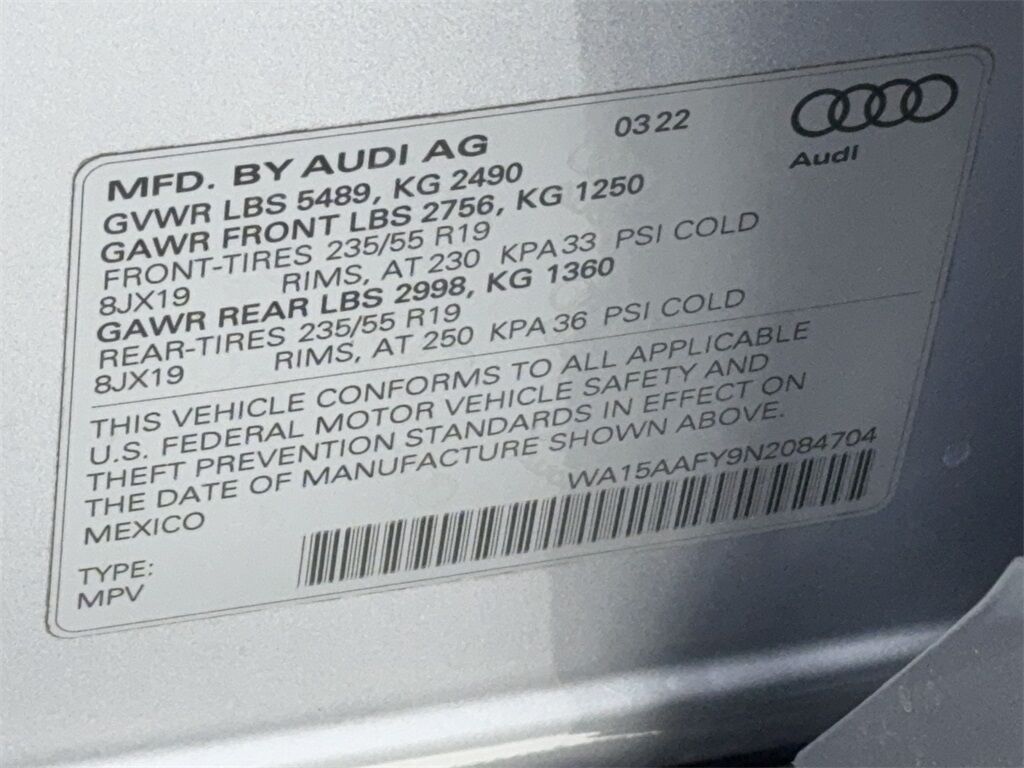 MFD. BY AUDI AG 03 22
Audi
GVWR LBS 5489, KG 2490
GAWR FRONT LBS 2756, KG 1250
FRONT-TIRES 235/55 R19
8JX19 RIMS, AT 230 KPA 33 PSI COLD
GAWR REAR LBS 2998, KG 1360
REAR-TIRES 235/55 R19
8JX19 RIMS, AT 250 KPA 36 PSI COLD
THIS VEHICLE CONFORMS TO ALL APPLICABLE
U.S. FEDERAL MOTOR VEHICLE SAFETY AND
THEFT PREVENTION STANDARDS IN EFFECT ON
THE DATE OF MANUFACTURE SHOWN ABOVE.
MEXICO WA15AAFY9N2084704
TYPE:
MPV